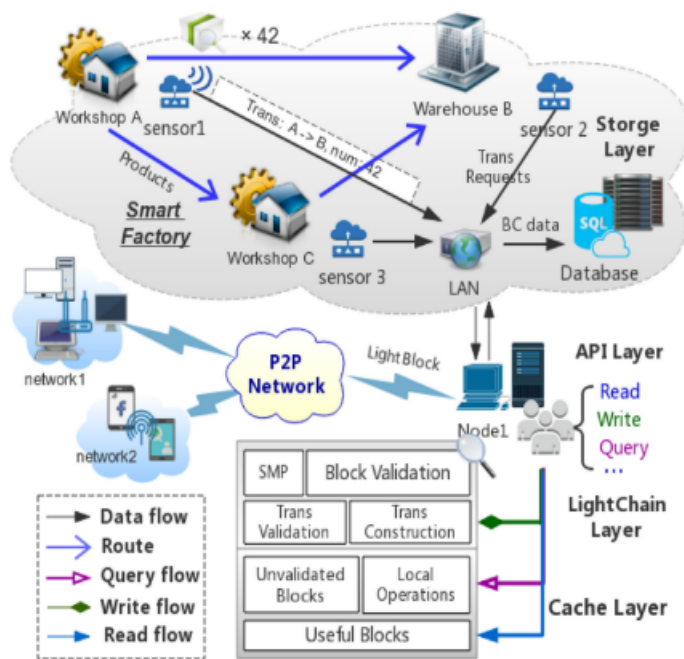 × 42
Workshop A
sensor1
Warehouse B
sensor 2
Storge
Layer
Trans: A -> B, num: 42
Trans
Requests
Products
Smart
Factory
Workshop C
sensor 3
LAN
BC data
SQL
Database
network1
P2P
Network
LightBlock
API Layer
Node1
Read
Write
Query
...
network2
SMP
Block Validation
Trans
Validation
Trans
Construction
LightChain
Layer
Unvalidated
Blocks
Local
Operations
Cache Layer
Useful Blocks
Data flow
Route
Query flow
Write flow
Read flow